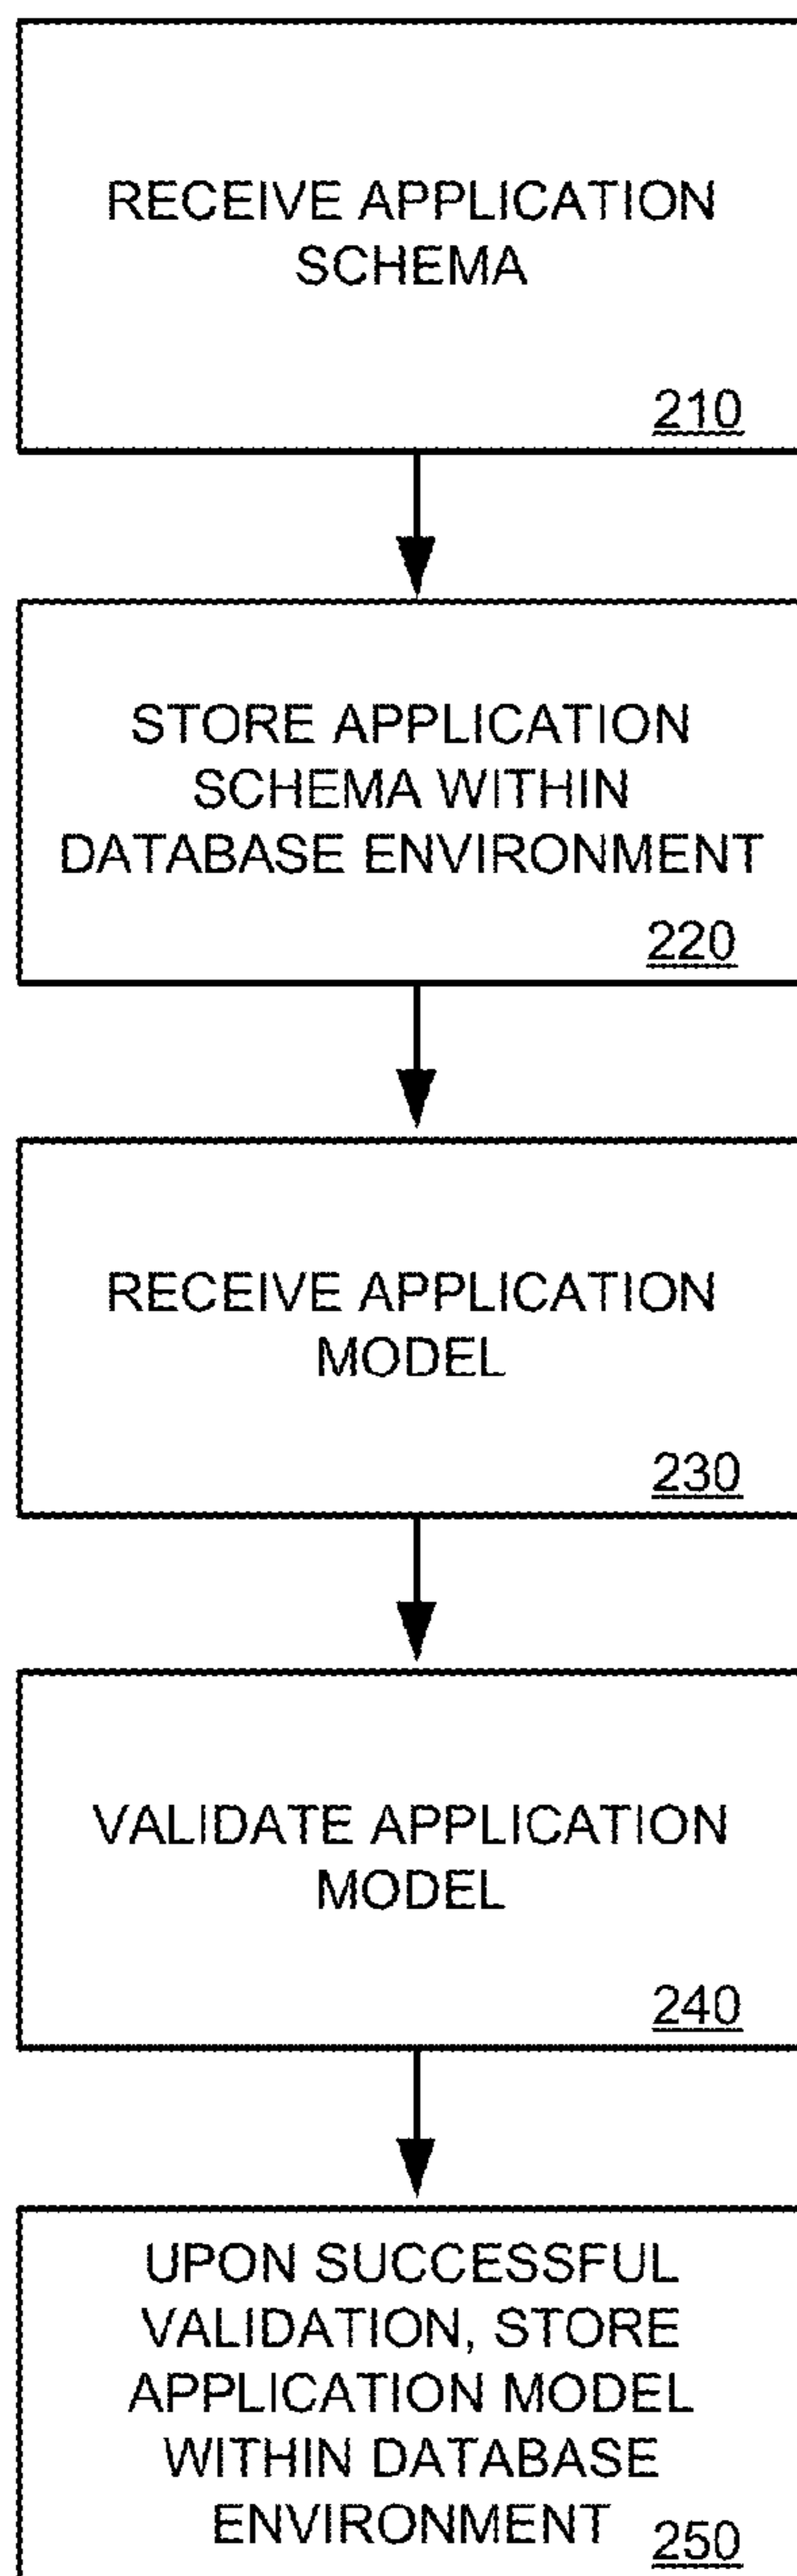 RECEIVE APPLICATION
SCHEMA
210
STORE APPLICATION
SCHEMA WITHIN
DATABASE ENVIRONMENT
220
RECEIVE APPLICATION
MODEL
230
VALIDATE APPLICATION
MODEL
240
UPON SUCCESSFUL
VALIDATION, STORE
APPLICATION MODEL
WITHIN DATABASE
ENVIRONMENT 250